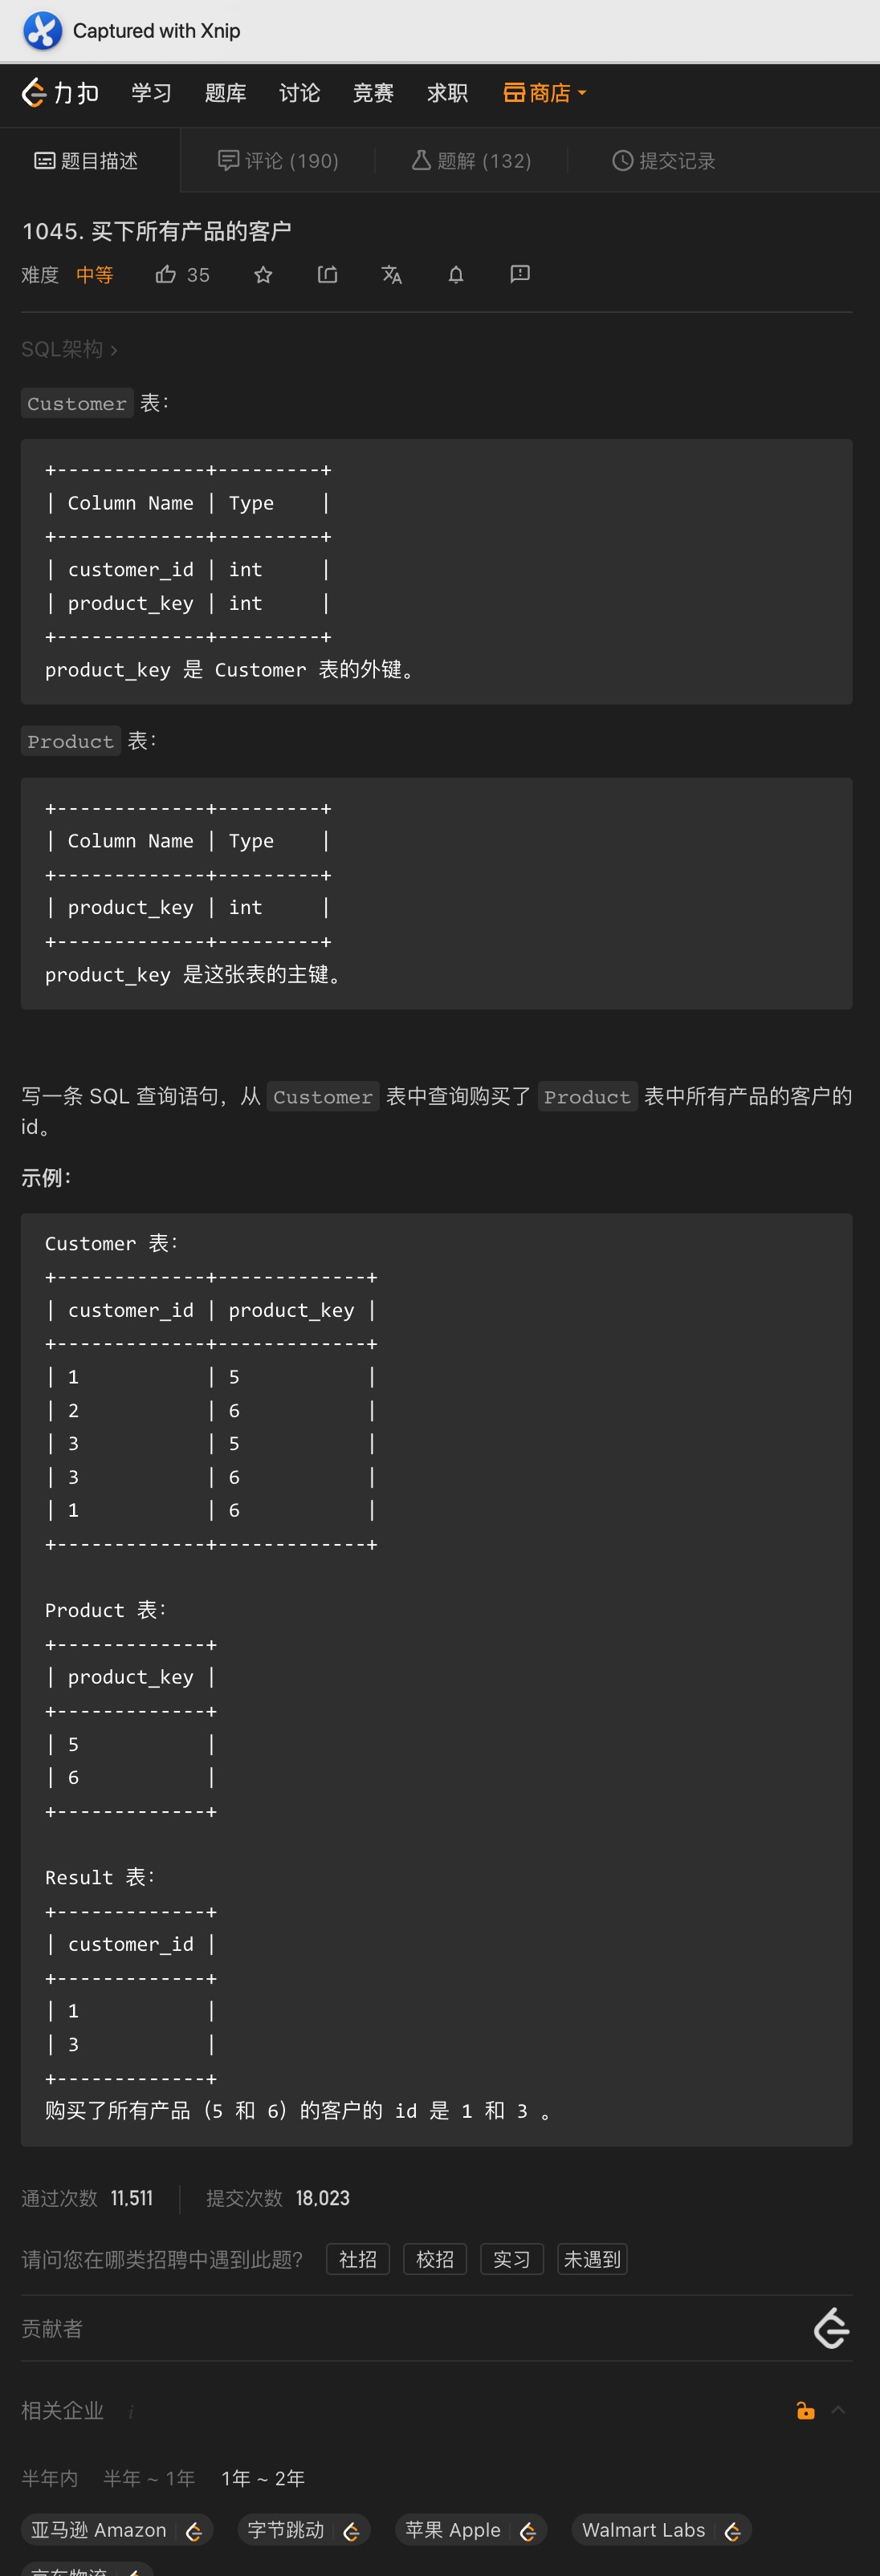 Captured with Xnip
力扣 学习 题库 讨论 竞赛 求职 商店
题目描述 评论 (190) 题解 (132) 提交记录
1045. 买下所有产品的客户
难度 中等 35
SQL架构 >
Customer 表：
+-------------+---------+
| Column Name | Type    |
+-------------+---------+
| customer_id | int     |
| product_key | int     |
+-------------+---------+
product_key 是 Customer 表的外键。
Product 表：
+-------------+---------+
| Column Name | Type    |
+-------------+---------+
| product_key | int     |
+-------------+---------+
product_key 是这张表的主键。
写一条 SQL 查询语句，从 Customer 表中查询购买了 Product 表中所有产品的客户的
id。
示例：
Customer 表：
+-------------+-------------+
| customer_id | product_key |
+-------------+-------------+
| 1           | 5           |
| 2           | 6           |
| 3           | 5           |
| 3           | 6           |
| 1           | 6           |
+-------------+-------------+
Product 表：
+-------------+
| product_key |
+-------------+
| 5           |
| 6           |
+-------------+
Result 表：
+-------------+
| customer_id |
+-------------+
| 1           |
| 3           |
+-------------+
购买了所有产品（5 和 6）的客户的 id 是 1 和 3 。
通过次数 11,511 提交次数 18,023
请问您在哪类招聘中遇到此题? 社招 校招 实习 未遇到
贡献者
相关企业 i
半年内 半年 ~ 1年 1年 ~ 2年
亚马逊 Amazon 字节跳动 苹果 Apple Walmart Labs